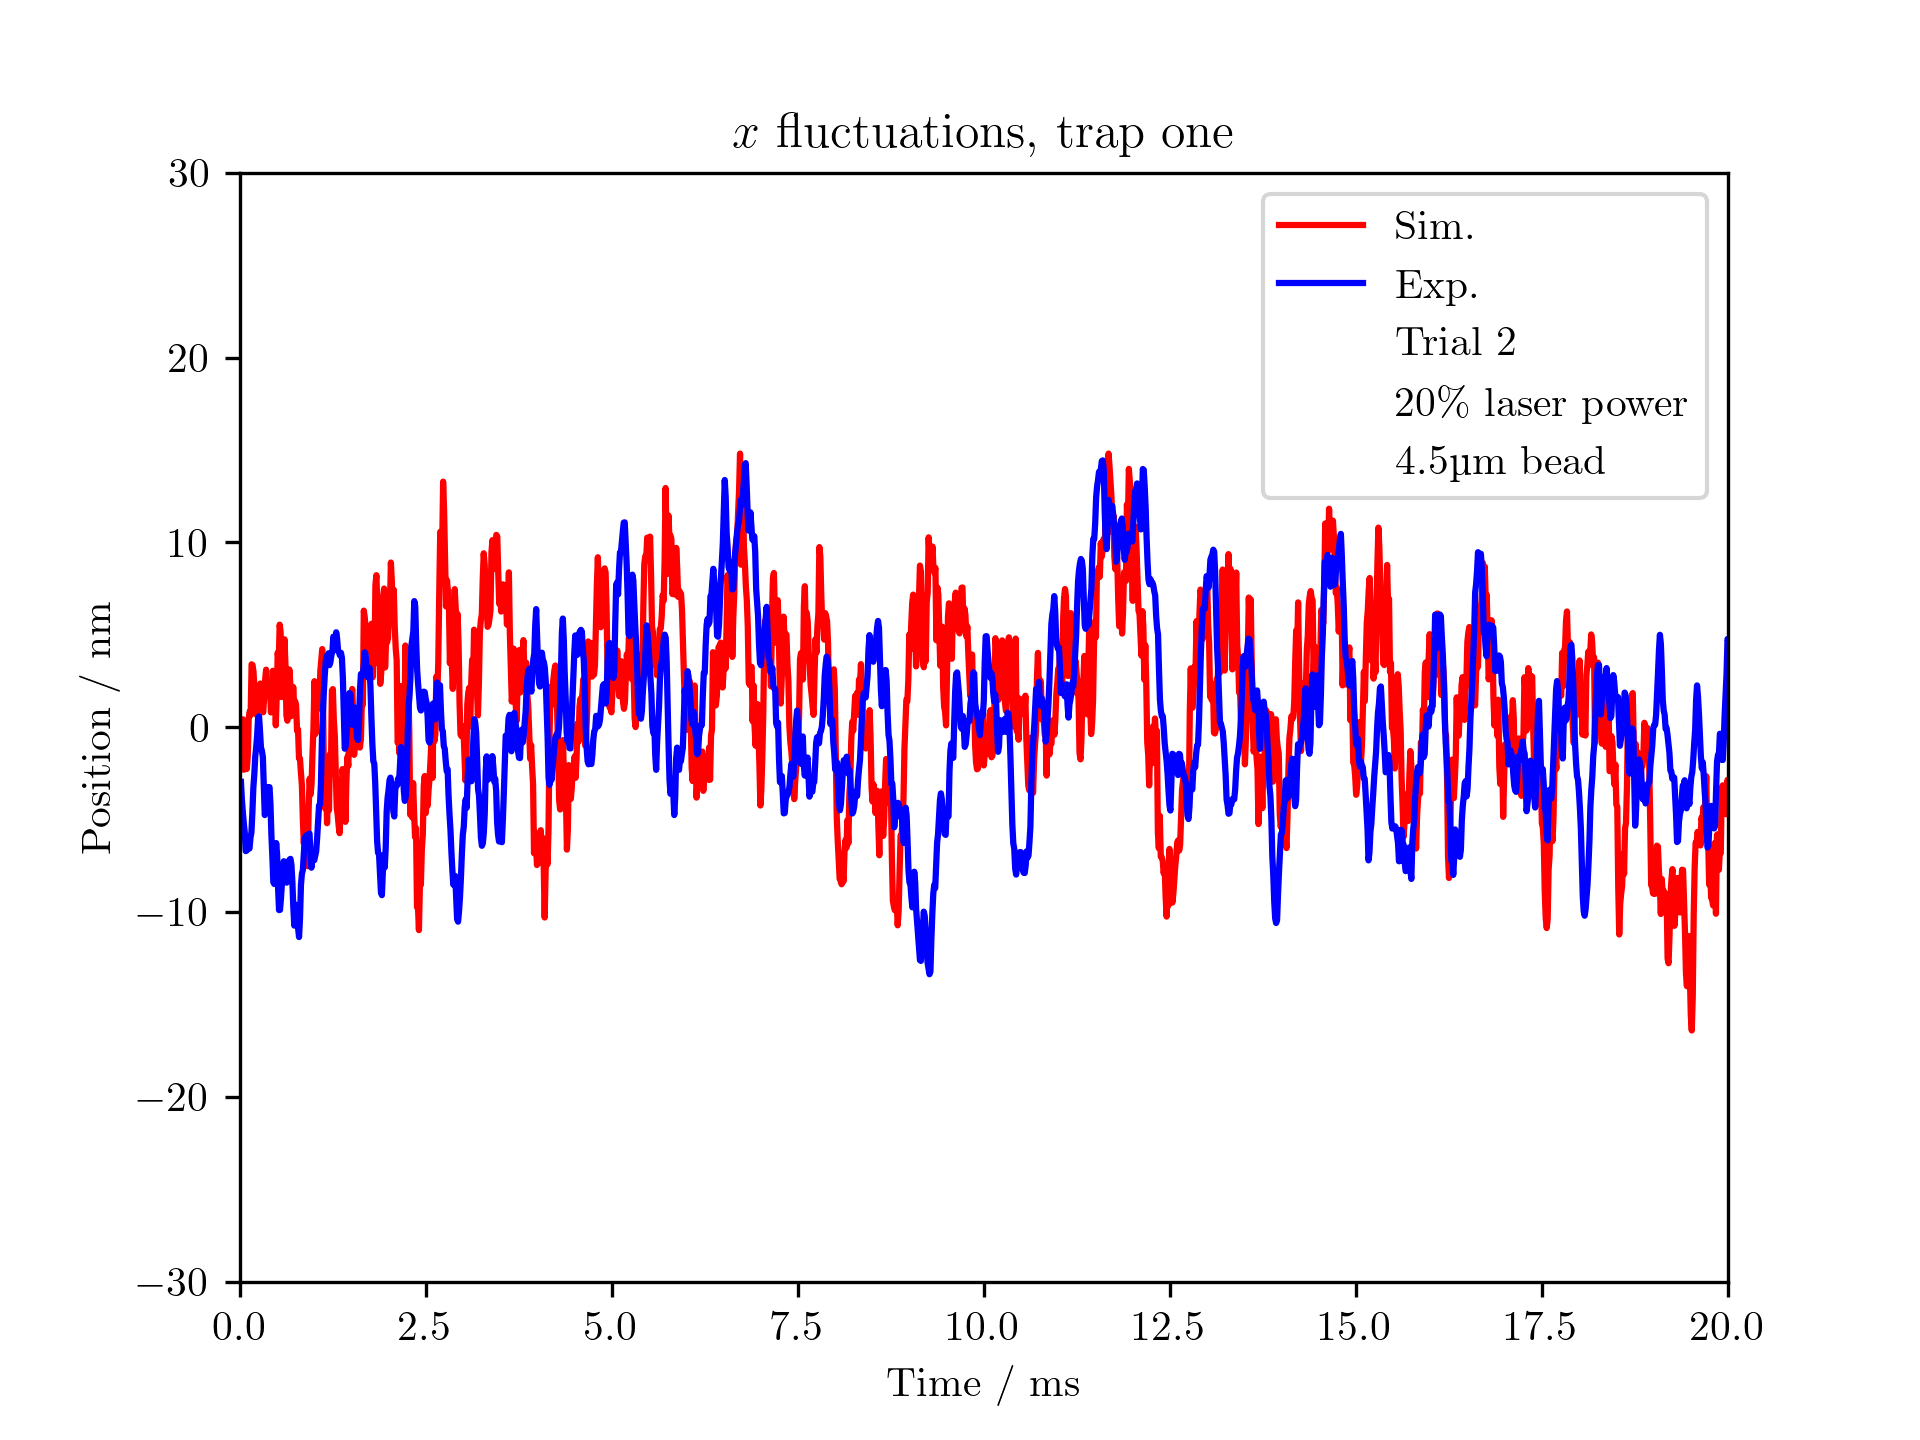 x fluctuations, trap one
Sim.
Exp.
Trial 2
20% laser power
4.5µm bead
Position / nm
30
20
10
0
−10
−20
−30
0.0 2.5 5.0 7.5 10.0 12.5 15.0 17.5 20.0
Time / ms